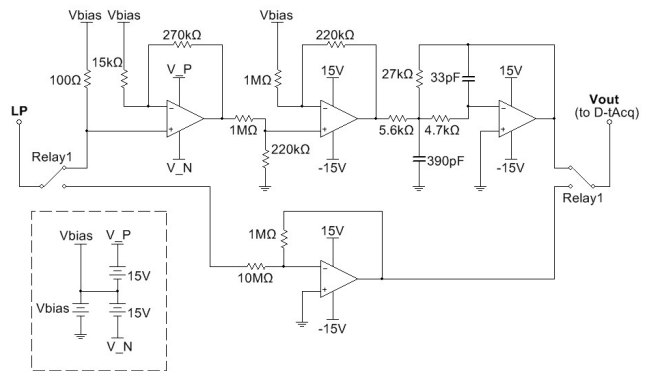 Vbias Vbias Vbias
270kΩ 220kΩ
15kΩ V_P 1MΩ 15V 27kΩ 33pF 15V
100Ω
LP
Vout
(to D-tAcq)
1MΩ 5.6kΩ 4.7kΩ
220kΩ 390pF
V_N -15V -15V
Relay1
Relay1
1MΩ 15V
10MΩ
-15V
Vbias V_P
15V
Vbias 15V
V_N